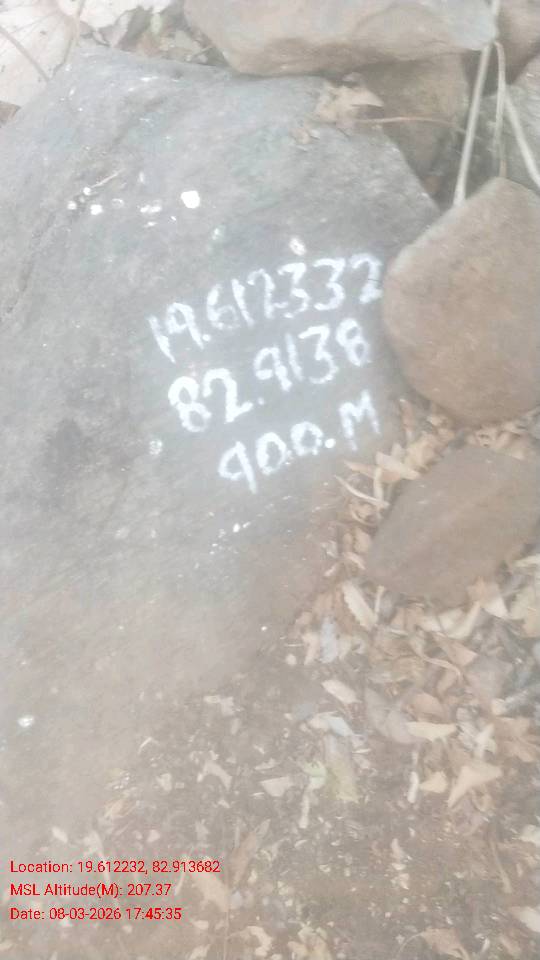 19.612332
82.9138
900.M
Location: 19.612232, 82.913682
MSL Altitude(M): 207.37
Date: 08-03-2026 17:45:35